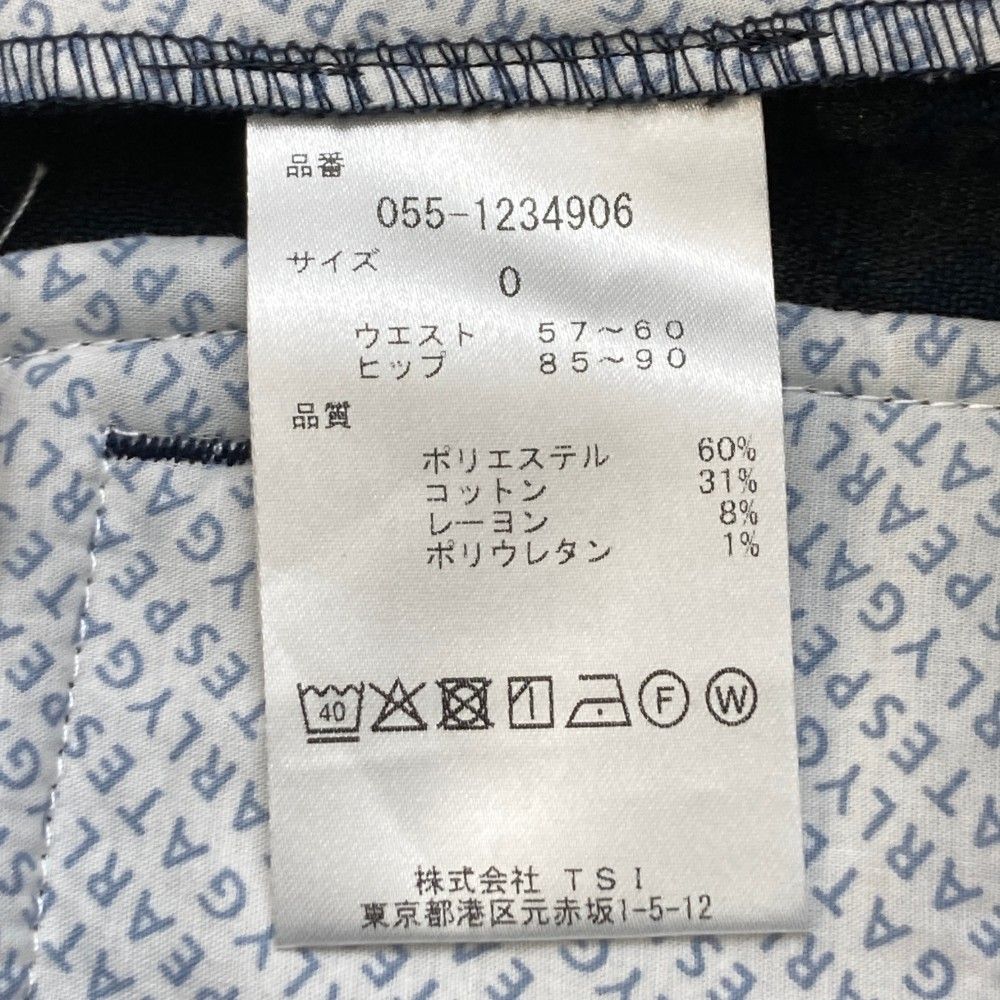 品番
055-1234906
サイズ
0
ウエスト 57～60
ヒップ 85～90
品質
ポリエステル 60%
コットン 31%
レーヨン 8%
ポリウレタン 1%
40 F W
株式会社 TSI
東京都港区元赤坂1-5-12
PEARLY GATES